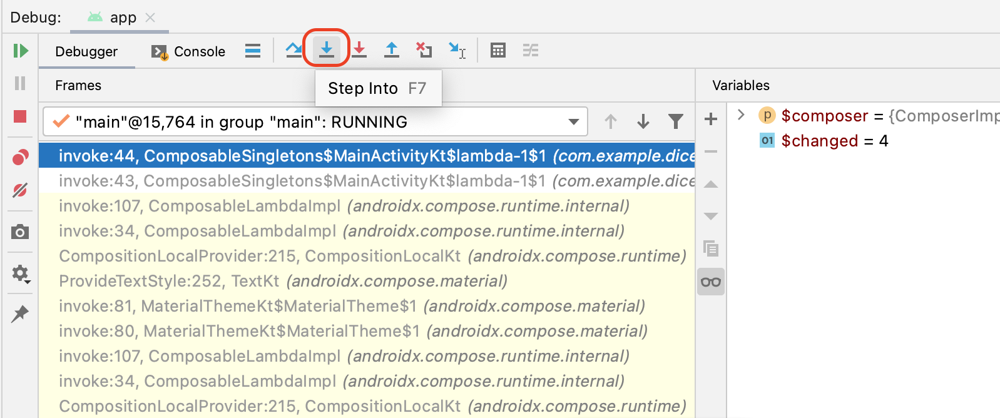 Debug: app
Debugger Console
Step Into F7
Frames
Variables
"main"@15,764 in group "main": RUNNING
invoke:44, ComposableSingletons$MainActivityKt$lambda-1$1 (com.example.dice
invoke:43, ComposableSingletons$MainActivityKt$lambda-1$1 (com.example.dice
invoke:107, ComposableLambdaImpl (androidx.compose.runtime.internal)
invoke:34, ComposableLambdaImpl (androidx.compose.runtime.internal)
CompositionLocalProvider:215, CompositionLocalKt (androidx.compose.runtime)
ProvideTextStyle:252, TextKt (androidx.compose.material)
invoke:81, MaterialThemeKt$MaterialTheme$1 (androidx.compose.material)
invoke:80, MaterialThemeKt$MaterialTheme$1 (androidx.compose.material)
invoke:107, ComposableLambdaImpl (androidx.compose.runtime.internal)
invoke:34, ComposableLambdaImpl (androidx.compose.runtime.internal)
CompositionLocalProvider:215, CompositionLocalKt (androidx.compose.runtime)
p $composer = {ComposerImp
01 $changed = 4